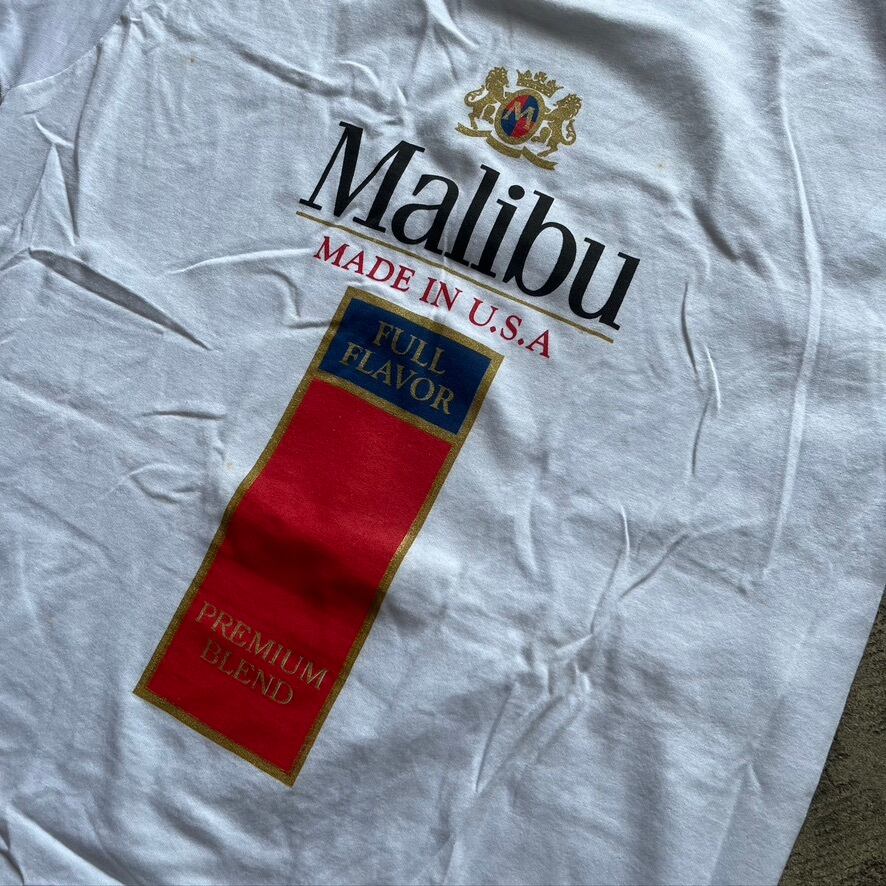 M
Malibu
MADE IN U.S.A
FULL
FLAVOR
PREMIUM
BLEND